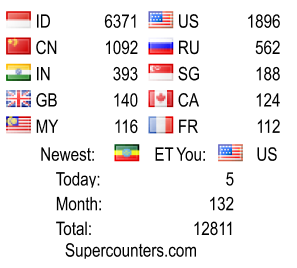 ID 6371 US 1896
CN 1092 RU 562
IN 393 SG 188
GB 140 CA 124
MY 116 FR 112
Newest: ET You: US
Today: 5
Month: 132
Total: 12811
Supercounters.com